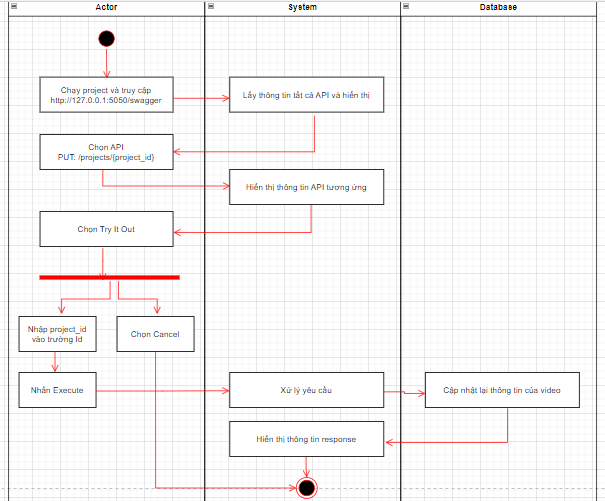 Actor
System
Database
Chạy project và truy cập
http://127.0.0.1:5050/swagger
Lấy thông tin tất cả API và hiển thị
Chọn API
PUT: /projects/{project_id}
Hiển thị thông tin API tương ứng
Chọn Try It Out
Nhập project_id
vào trường Id
Chọn Cancel
Nhấn Execute
Xử lý yêu cầu
Cập nhật lại thông tin của video
Hiển thị thông tin response